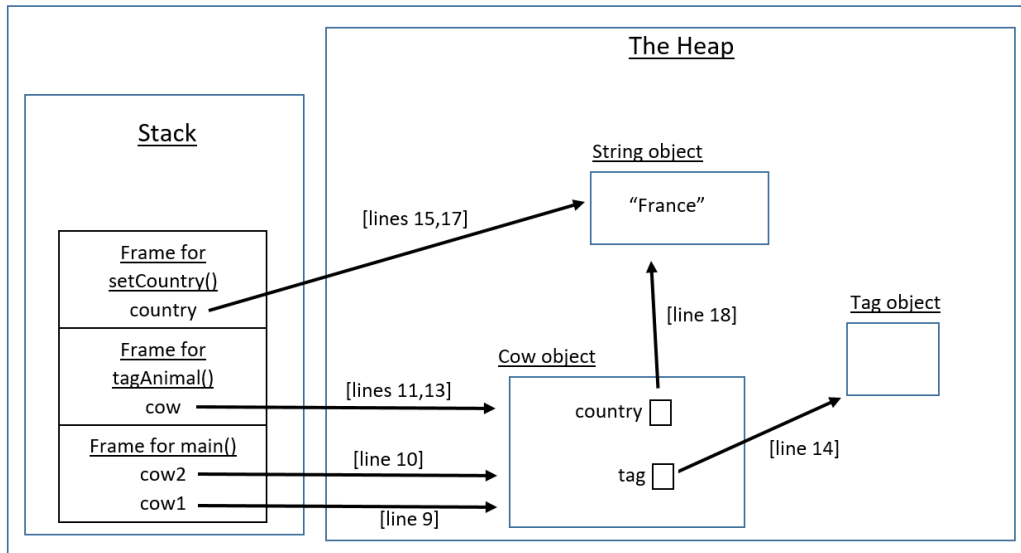 The Heap
Stack
String object
“France”
[lines 15,17]
Frame for
setCountry()
country
[line 18]
Tag object
Frame for
tagAnimal()
cow
[lines 11,13]
Cow object
country
[line 14]
Frame for main()
cow2
[line 10]
tag
cow1
[line 9]